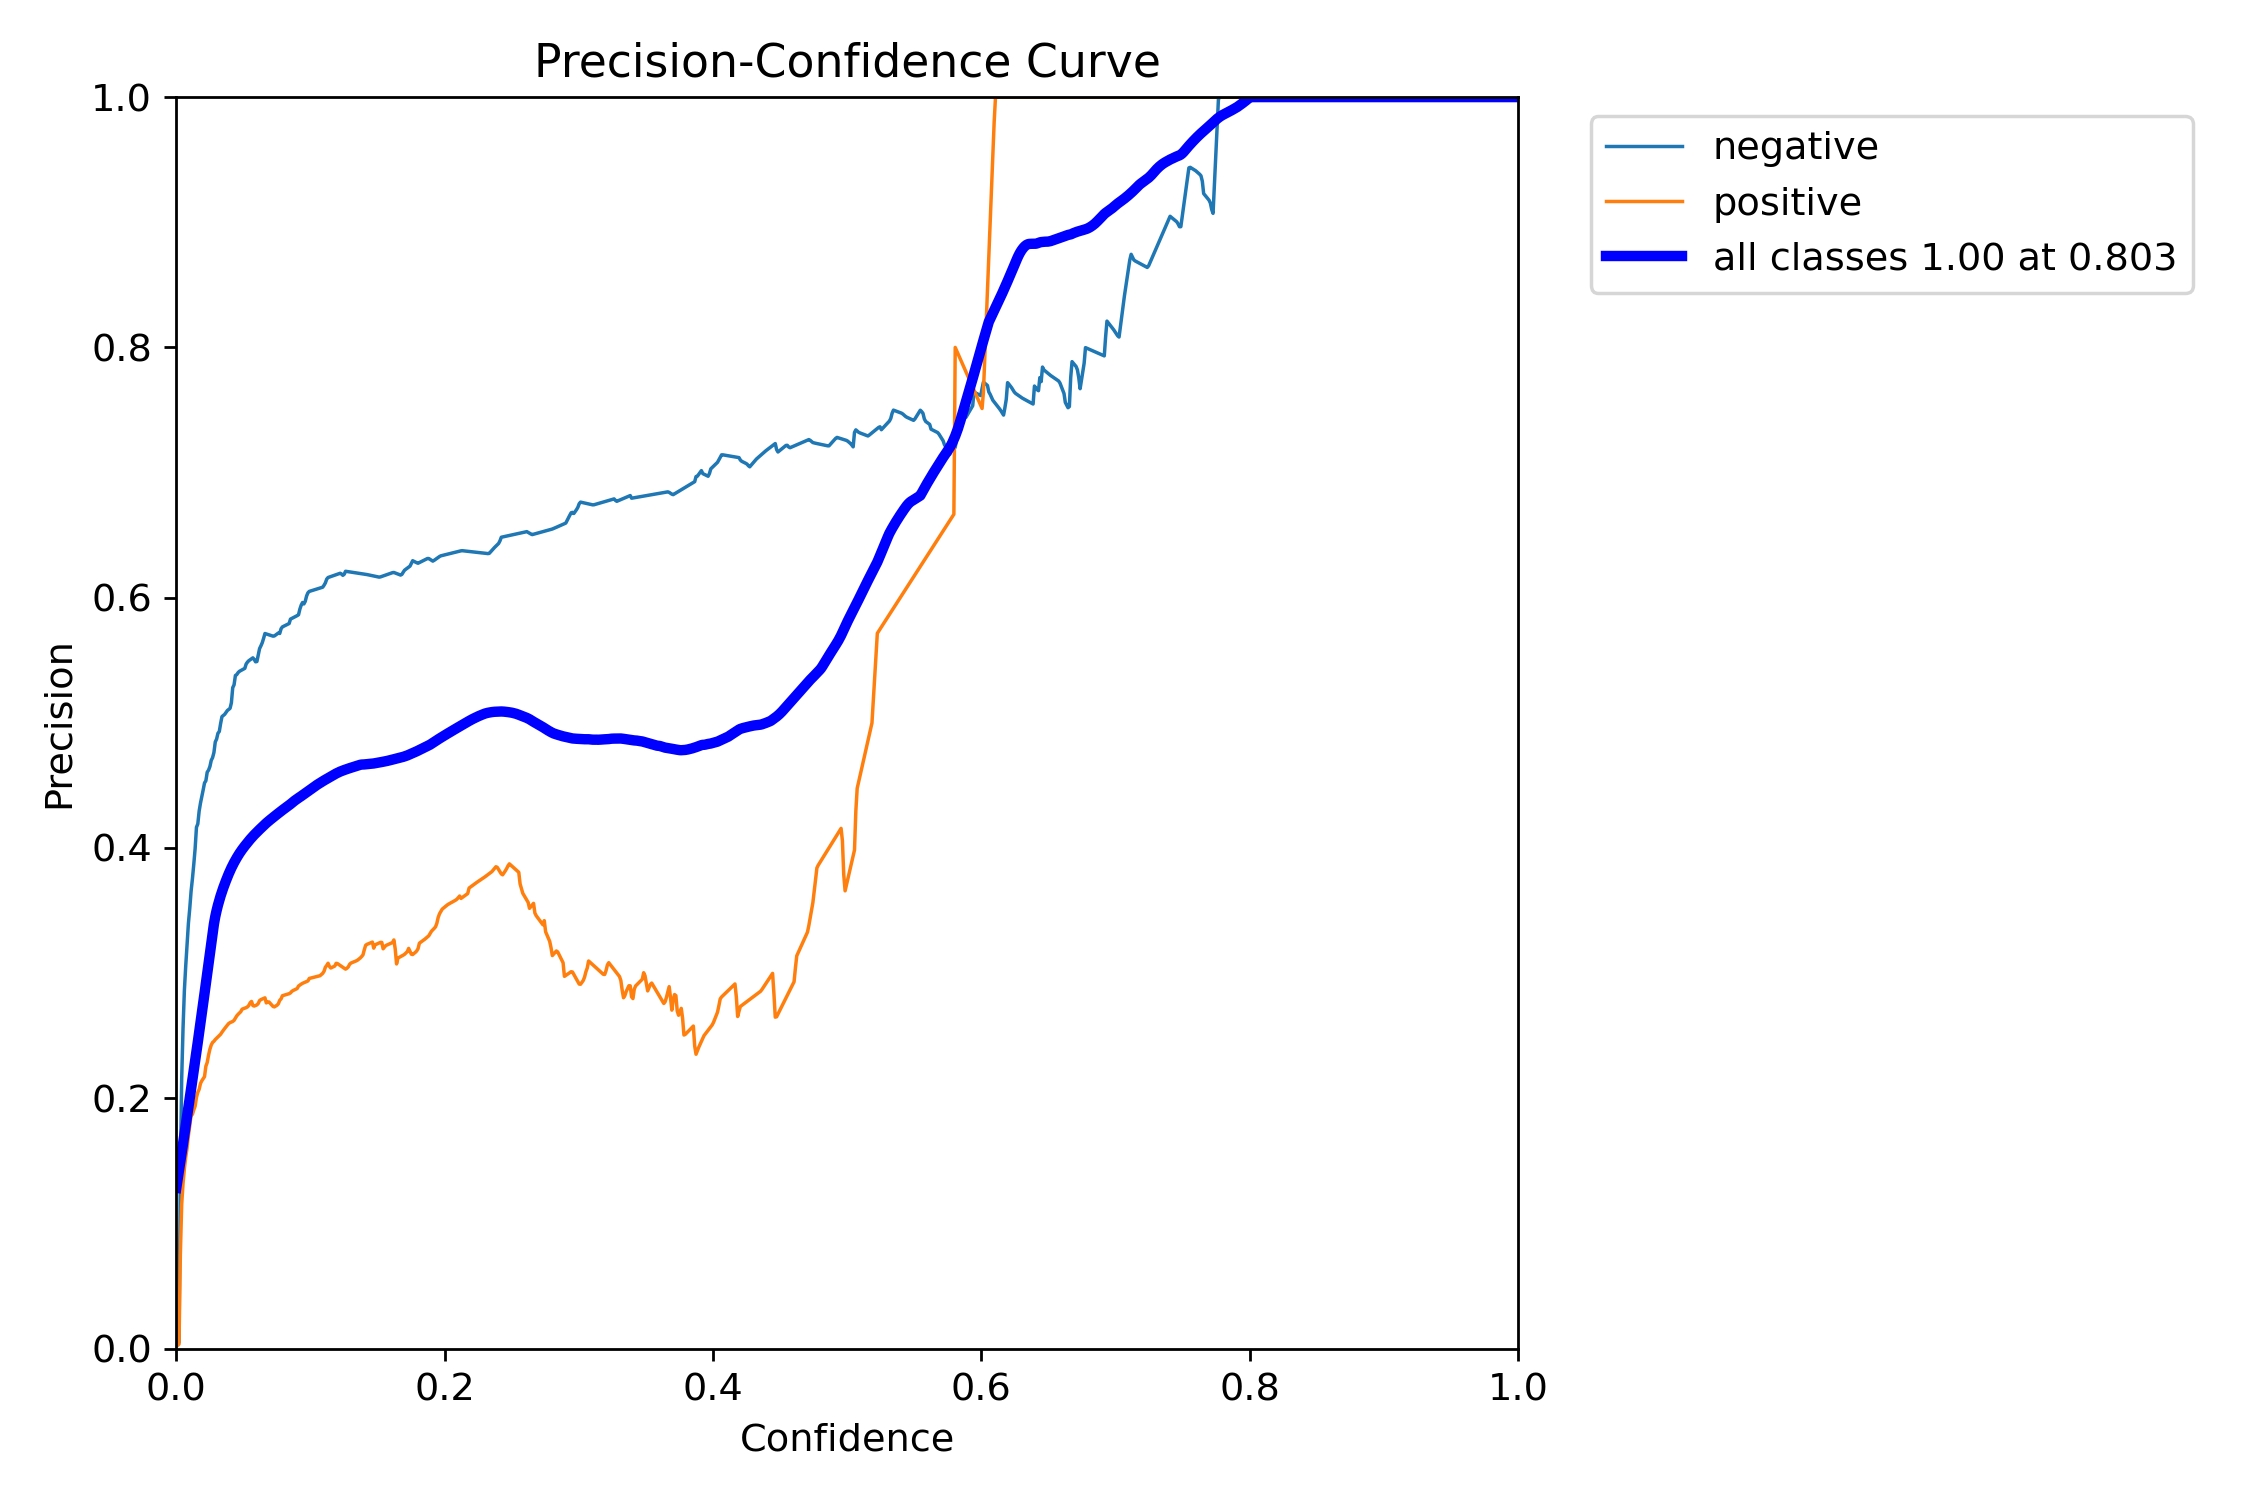 Precision-Confidence Curve
1.0
0.8
0.6
0.4
0.2
0.0
Precision
0.0 0.2 0.4 0.6 0.8 1.0
Confidence
negative
positive
all classes 1.00 at 0.803